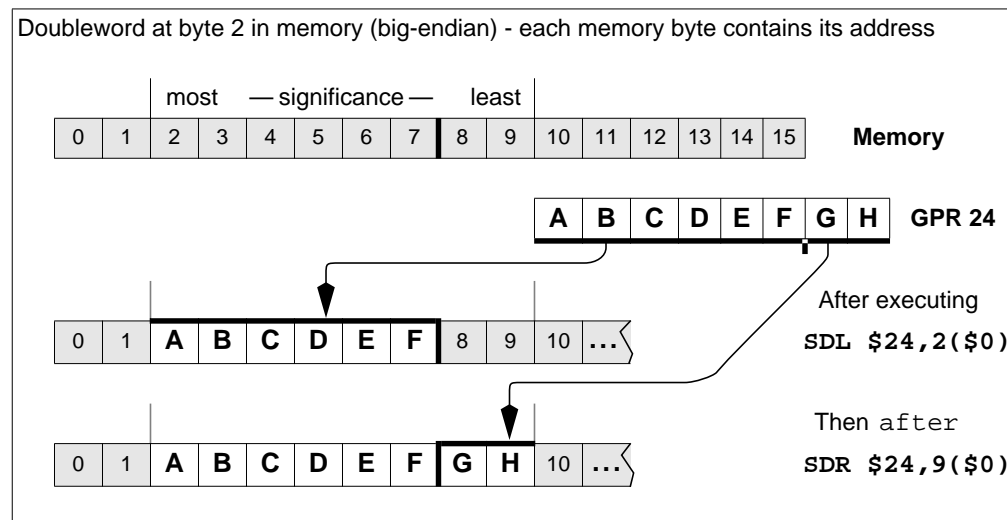 Doubleword at byte 2 in memory (big-endian) - each memory byte contains its address
most — significance — least
0 1 2 3 4 5 6 7 8 9 10 11 12 13 14 15 Memory
A B C D E F G H GPR 24
After executing
0 1 A B C D E F 8 9 10 ... SDL $24,2($0)
Then after
0 1 A B C D E F G H 10 ... SDR $24,9($0)